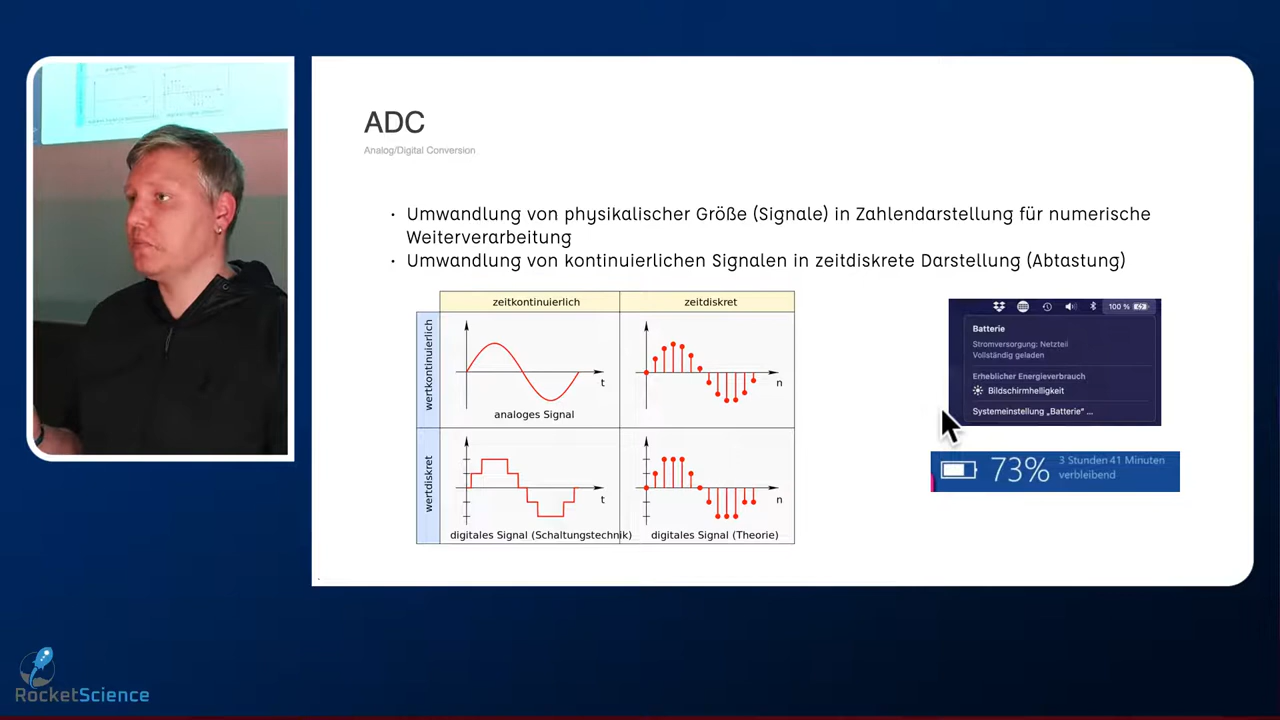 ADC
Analog/Digital Conversion
· Umwandlung von physikalischer Größe (Signale) in Zahlendarstellung für numerische
Weiterverarbeitung
· Umwandlung von kontinuierlichen Signalen in zeitdiskrete Darstellung (Abtastung)
zeitkontinuierlich
zeitdiskret
wertkontinuierlich
t
analoges Signal
n
wertdiskret
t
digitales Signal (Schaltungstechnik)
n
digitales Signal (Theorie)
100 %
Batterie
Stromversorgung: Netzteil
Vollständig geladen
Erheblicher Energieverbrauch
Bildschirmhelligkeit
Systemeinstellung „Batterie“ ...
73%
3 Stunden 41 Minuten
verbleibend
RocketScience